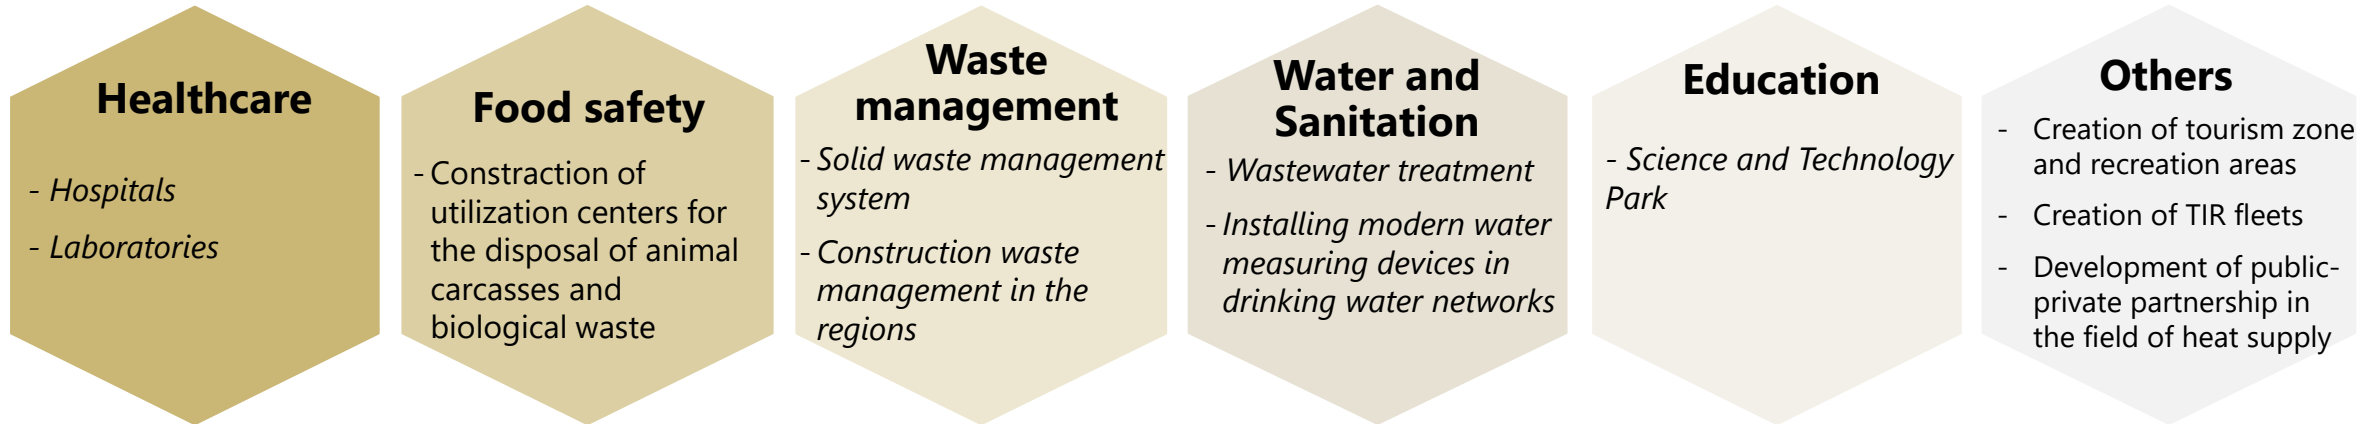 Healthcare
- Hospitals
- Laboratories
Food safety
- Constraction of
utilization centers for
the disposal of animal
carcasses and
biological waste
Waste
management
- Solid waste management
system
- Construction waste
management in the
regions
Water and
Sanitation
- Wastewater treatment
- Installing modern water
measuring devices in
drinking water networks
Education
- Science and Technology
Park
Others
- Creation of tourism zone
and recreation areas
- Creation of TIR fleets
- Development of public-
private partnership in
the field of heat supply